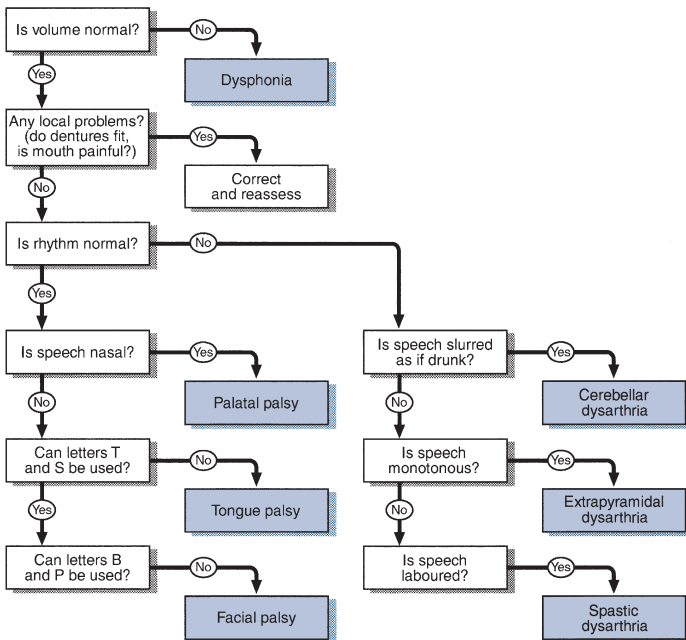 Is volume normal?
No
Dysphonia
Yes
Any local problems?
(do dentures fit,
is mouth painful?)
Yes
Correct
and reassess
No
Is rhythm normal?
No
Yes
Is speech nasal?
Yes
Palatal palsy
No
Can letters T
and S be used?
No
Tongue palsy
Yes
Can letters B
and P be used?
No
Facial palsy
Is speech slurred
as if drunk?
Yes
Cerebellar
dysarthria
No
Is speech
monotonous?
Yes
Extrapyramidal
dysarthria
No
Is speech
laboured?
Yes
Spastic
dysarthria